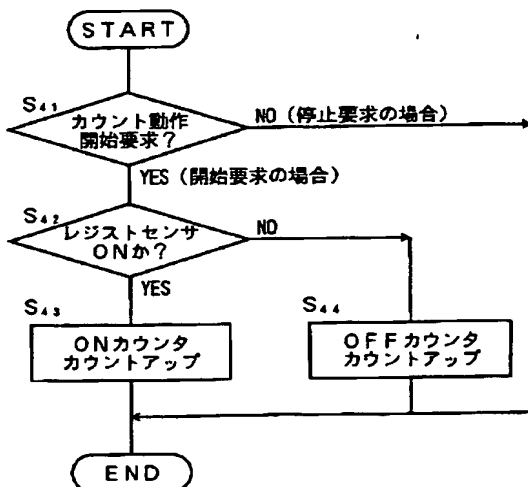 START
S41
カウント動作
開始要求?
NO(停止要求の場合)
YES(開始要求の場合)
S42
レジストセンサ
ONか?
NO
YES
S43
ONカウンタ
カウントアップ
S44
OFFカウンタ
カウントアップ
END